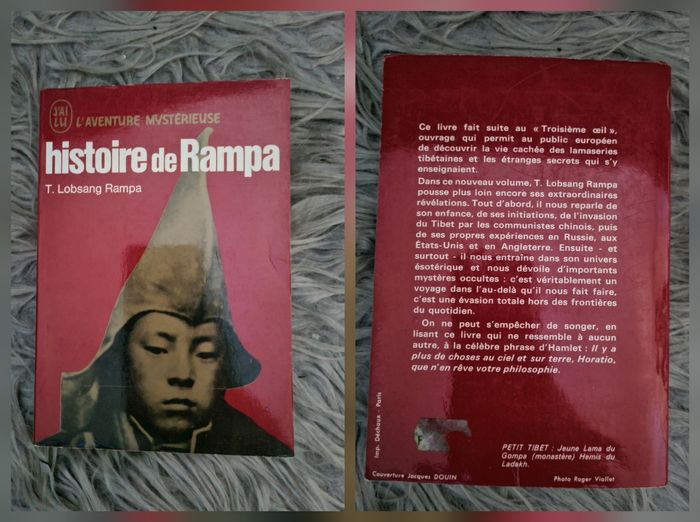 J'AI
LU
L'AVENTURE MYSTÉRIEUSE
histoire de Rampa
T. Lobsang Rampa
Ce livre fait suite au « Troisième œil »,
ouvrage qui permit au public européen
de découvrir la vie cachée des lamaseries
tibétaines et les étranges secrets qui s'y
enseignaient.
Dans ce nouveau volume, T. Lobsang Rampa
pousse plus loin encore ses extraordinaires
révélations. Tout d'abord, il nous reparle de
son enfance, de ses initiations, de l'invasion
du Tibet par les communistes chinois, puis
de ses propres expériences en Russie, aux
États-Unis et en Angleterre. Ensuite - et
surtout - il nous entraîne dans son univers
ésotérique et nous dévoile d'importants
mystères occultes : c'est véritablement un
voyage dans l'au-delà qu'il nous fait faire,
c'est une évasion totale hors des frontières
du quotidien.
On ne peut s'empêcher de songer, en
lisant ce livre qui ne ressemble à aucun
autre, à la célèbre phrase d'Hamlet : Il y a
plus de choses au ciel et sur terre, Horatio,
que n'en rêve votre philosophie.
Imp. Déchaux - Paris
PETIT TIBET : Jeune Lama du
Gompa (monastère) Hemis du
Ladakh.
Couverture Jacques DOUIN
Photo Roger Viollet